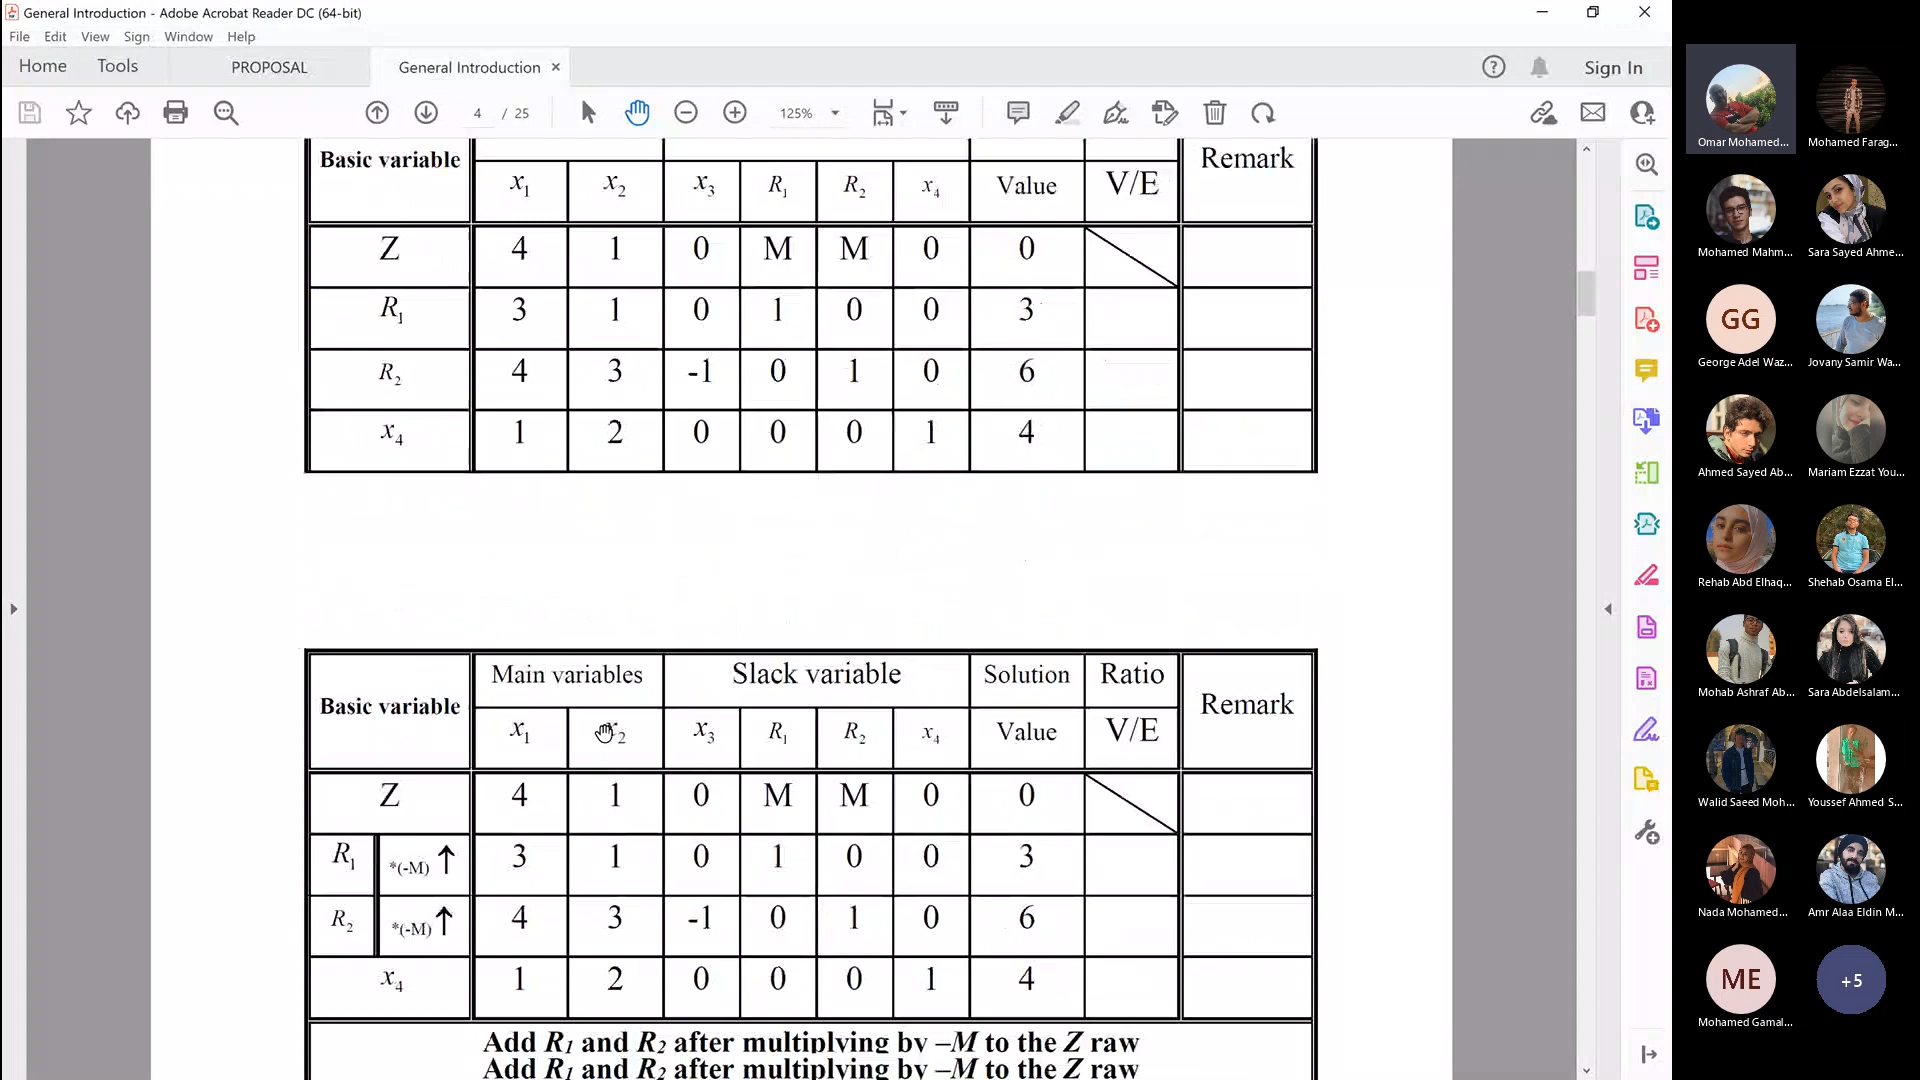 General Introduction - Adobe Acrobat Reader DC (64-bit)
File Edit View Sign Window Help
Home Tools PROPOSAL General Introduction × Sign In
4 / 25 125%
Basic variable Remark
x₁ x₂ x₃ R₁ R₂ x₄ Value V/E
Z 4 1 0 M M 0 0
R₁ 3 1 0 1 0 0 3
R₂ 4 3 -1 0 1 0 6
x₄ 1 2 0 0 0 1 4
Main variables Slack variable Solution Ratio
Basic variable Remark
x₁ x₂ x₃ R₁ R₂ x₄ Value V/E
Z 4 1 0 M M 0 0
R₁ *(-M) ↑ 3 1 0 1 0 0 3
R₂ *(-M) ↑ 4 3 -1 0 1 0 6
x₄ 1 2 0 0 0 1 4
Add R₁ and R₂ after multiplying by –M to the Z raw
Add R₁ and R₂ after multiplying by –M to the Z raw
Omar Mohamed... Mohamed Farag...
Mohamed Mahm... Sara Sayed Ahme...
GG
George Adel Waz... Jovany Samir Wa...
Ahmed Sayed Ab... Mariam Ezzat You...
Rehab Abd Elhaq... Shehab Osama El...
Mohab Ashraf Ab... Sara Abdelsalam...
Walid Saeed Moh... Youssef Ahmed S...
Nada Mohamed... Amr Alaa Eldin M...
ME +5
Mohamed Gamal...